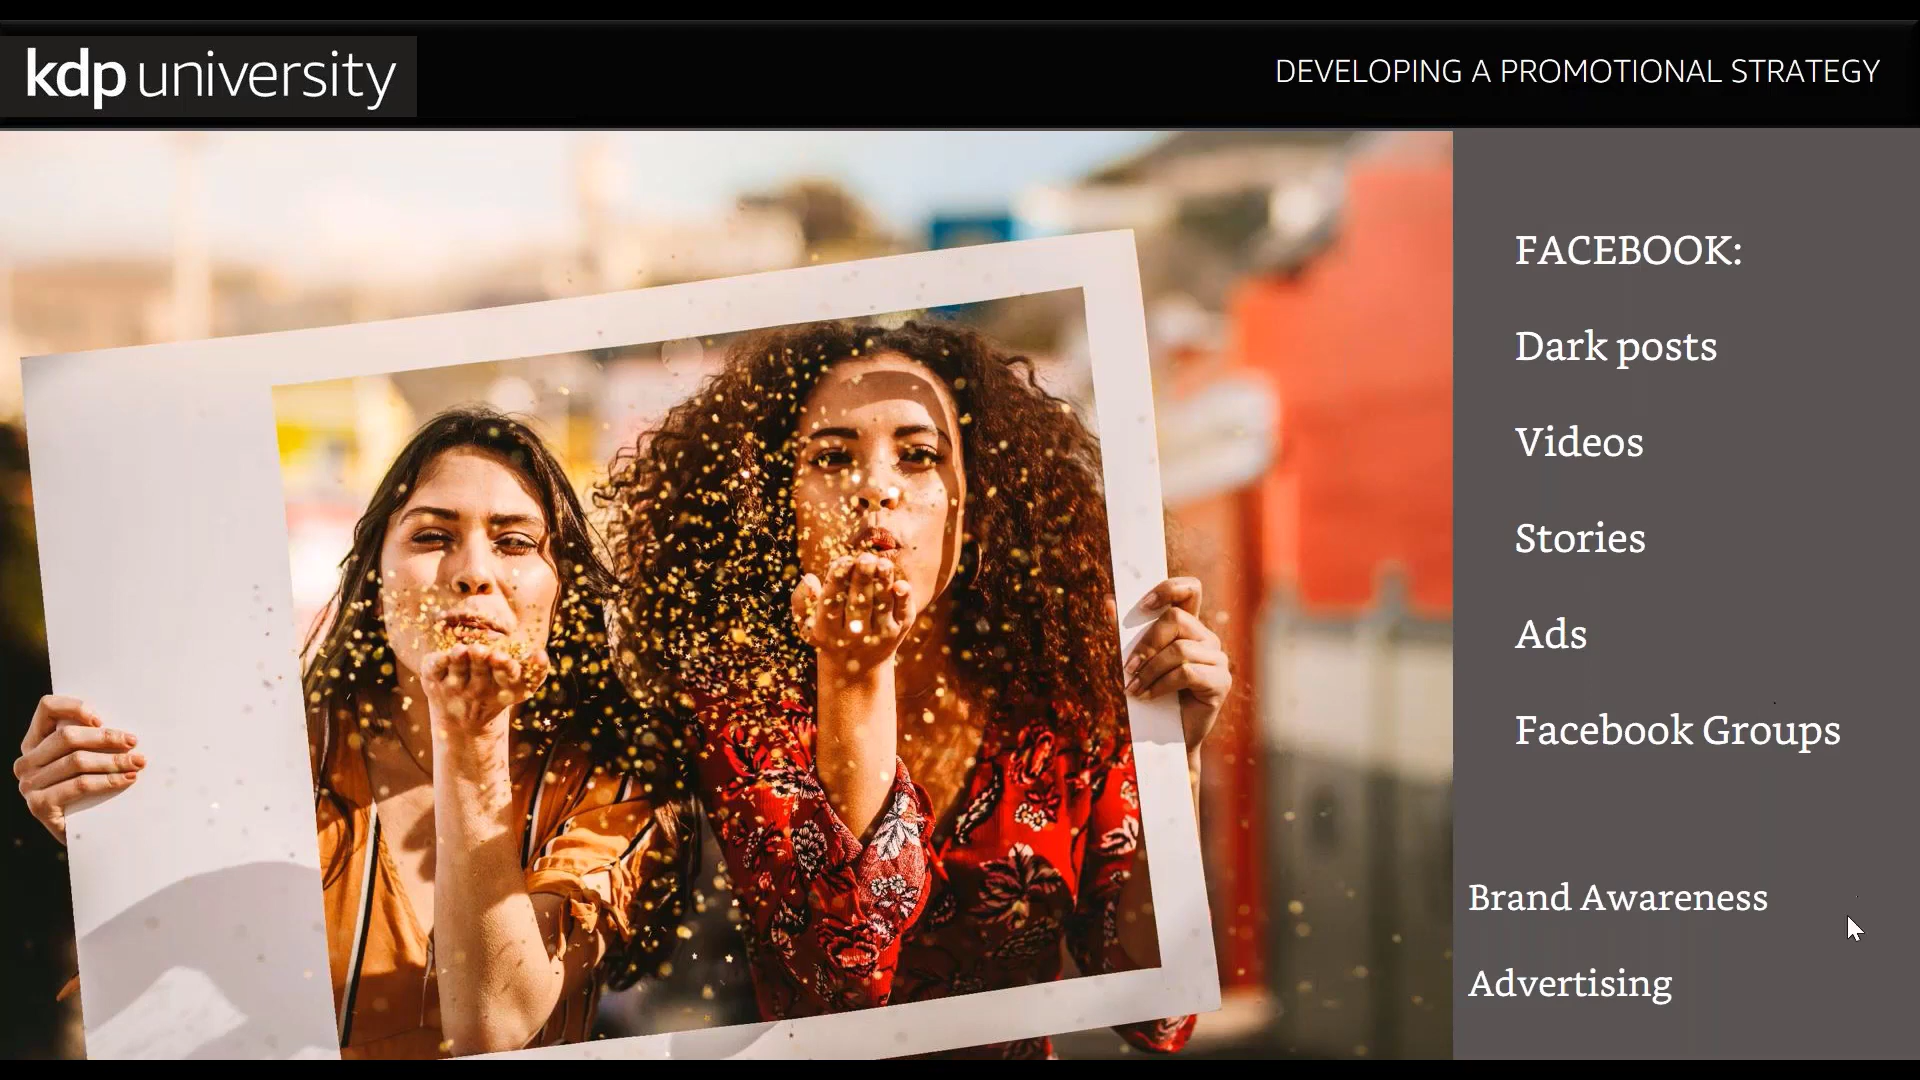 kdp university
DEVELOPING A PROMOTIONAL STRATEGY
FACEBOOK:
Dark posts
Videos
Stories
Ads
Facebook Groups
Brand Awareness
Advertising